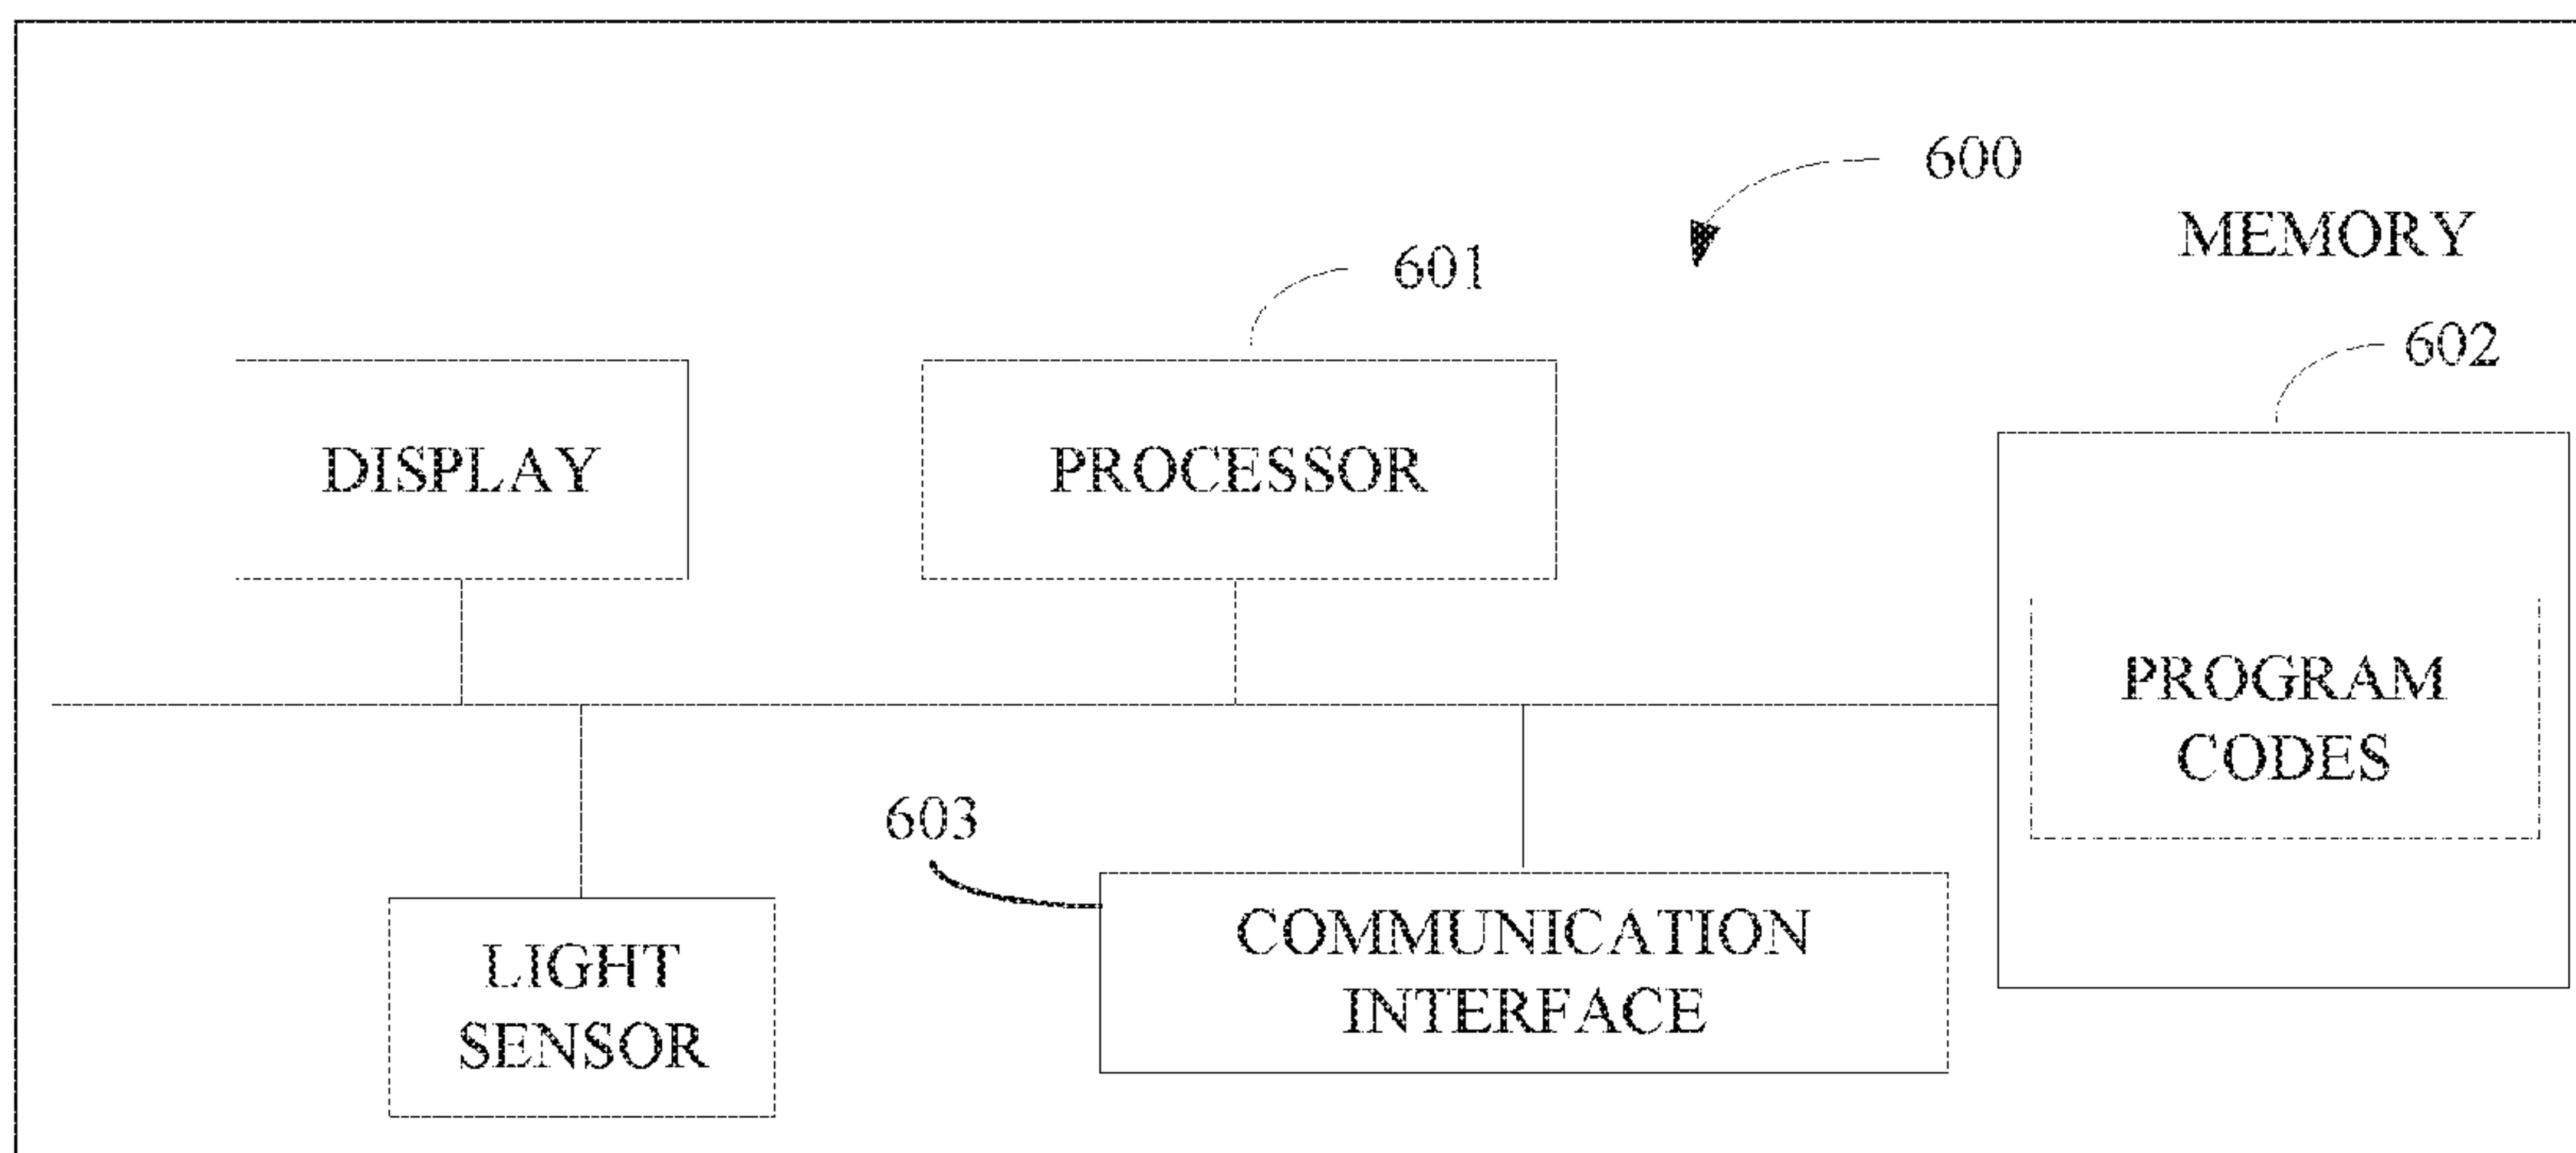 600
MEMORY
601
602
DISPLAY
PROCESSOR
PROGRAM
CODES
603
COMMUNICATION
INTERFACE
LIGHT
SENSOR